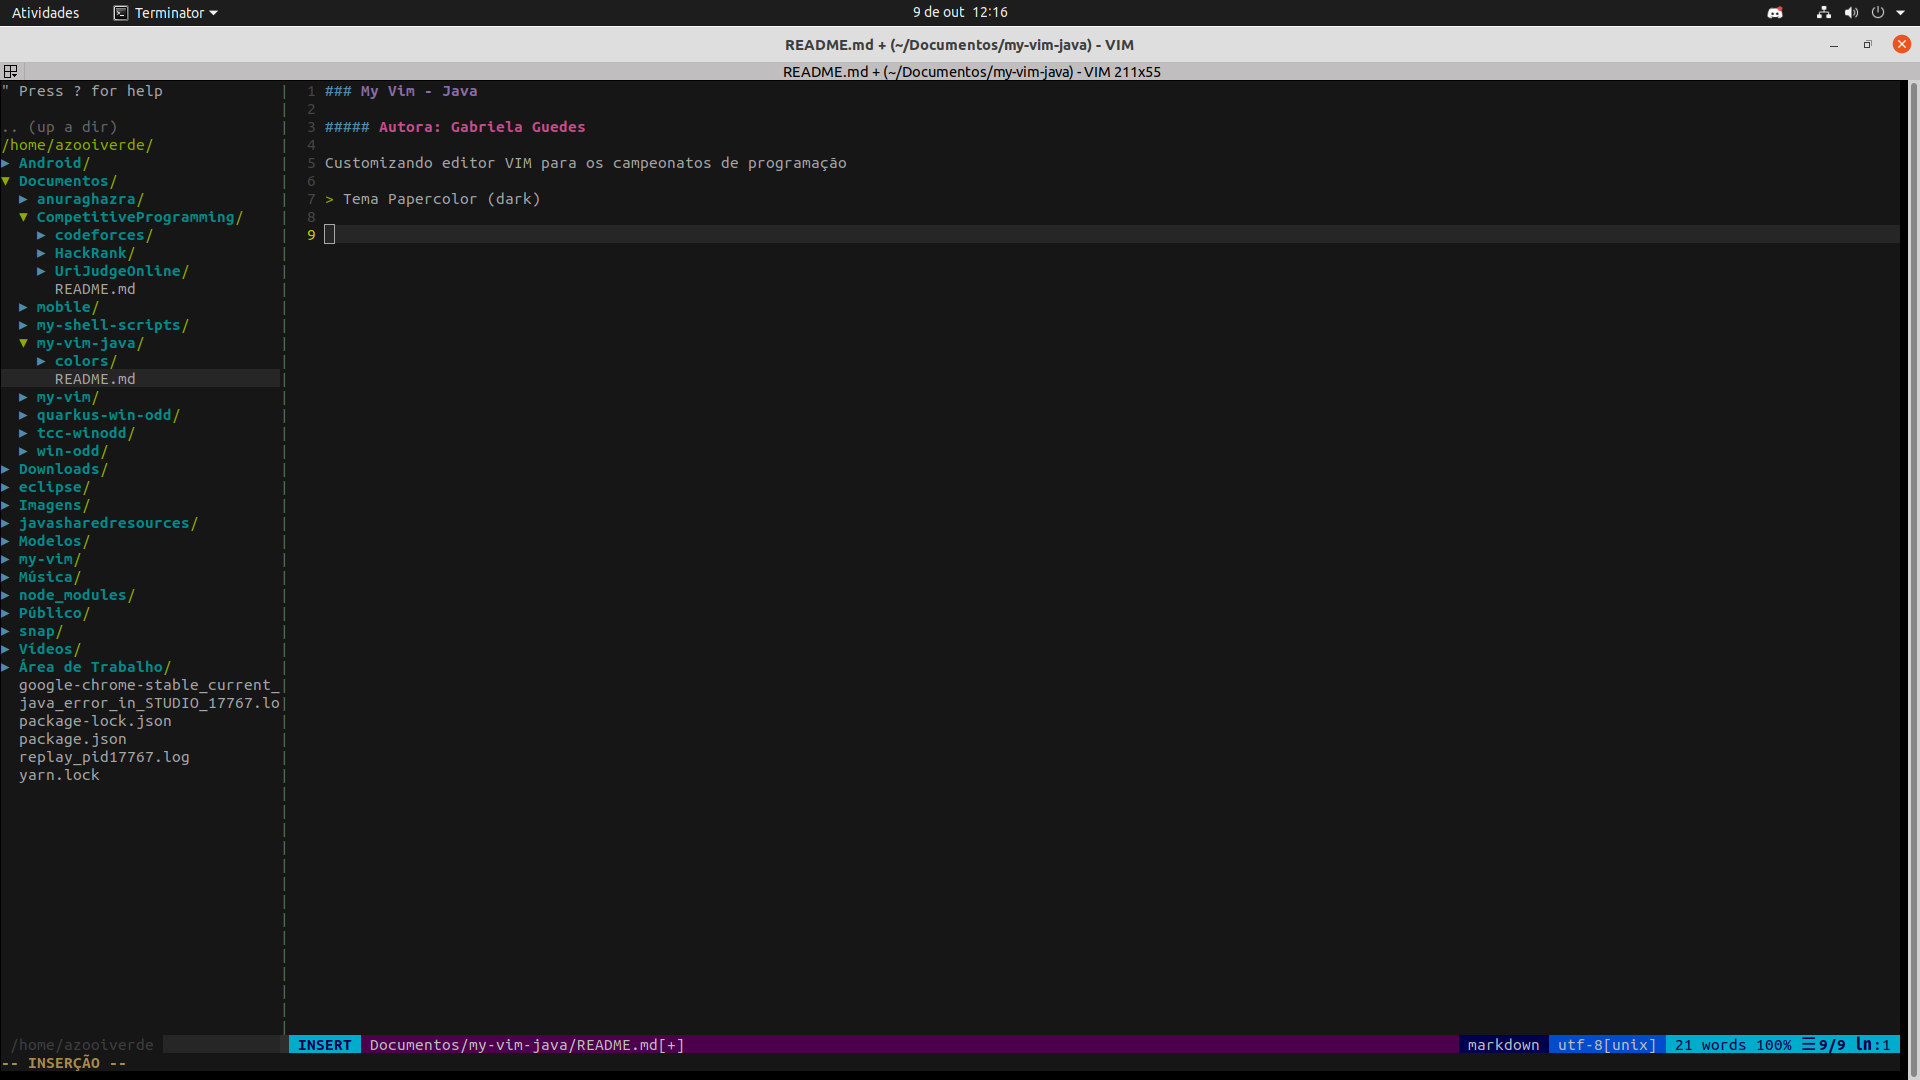 Atividades Terminator 9 de out 12:16
README.md + (~/Documentos/my-vim-java) - VIM
README.md + (~/Documentos/my-vim-java) - VIM 211x55
" Press ? for help
.. (up a dir)
/home/azooiverde/
▶ Android/
▼ Documentos/
▶ anuraghazra/
▼ CompetitiveProgramming/
▶ codeforces/
▶ HackRank/
▶ UriJudgeOnline/
README.md
▶ mobile/
▶ my-shell-scripts/
▼ my-vim-java/
▶ colors/
README.md
▶ my-vim/
▶ quarkus-win-odd/
▶ tcc-winodd/
▶ win-odd/
▶ Downloads/
▶ eclipse/
▶ Imagens/
▶ javasharedresources/
▶ Modelos/
▶ my-vim/
▶ Música/
▶ node_modules/
▶ Público/
▶ snap/
▶ Vídeos/
▶ Área de Trabalho/
google-chrome-stable_current_
java_error_in_STUDIO_17767.lo
package-lock.json
package.json
replay_pid17767.log
yarn.lock
1 ### My Vim - Java
2
3 ##### Autora: Gabriela Guedes
4
5 Customizando editor VIM para os campeonatos de programação
6
7 > Tema Papercolor (dark)
8
9
/home/azooiverde INSERT Documentos/my-vim-java/README.md[+] markdown utf-8[unix] 21 words 100% ☰ 9/9 ln:1
-- INSERÇÃO --